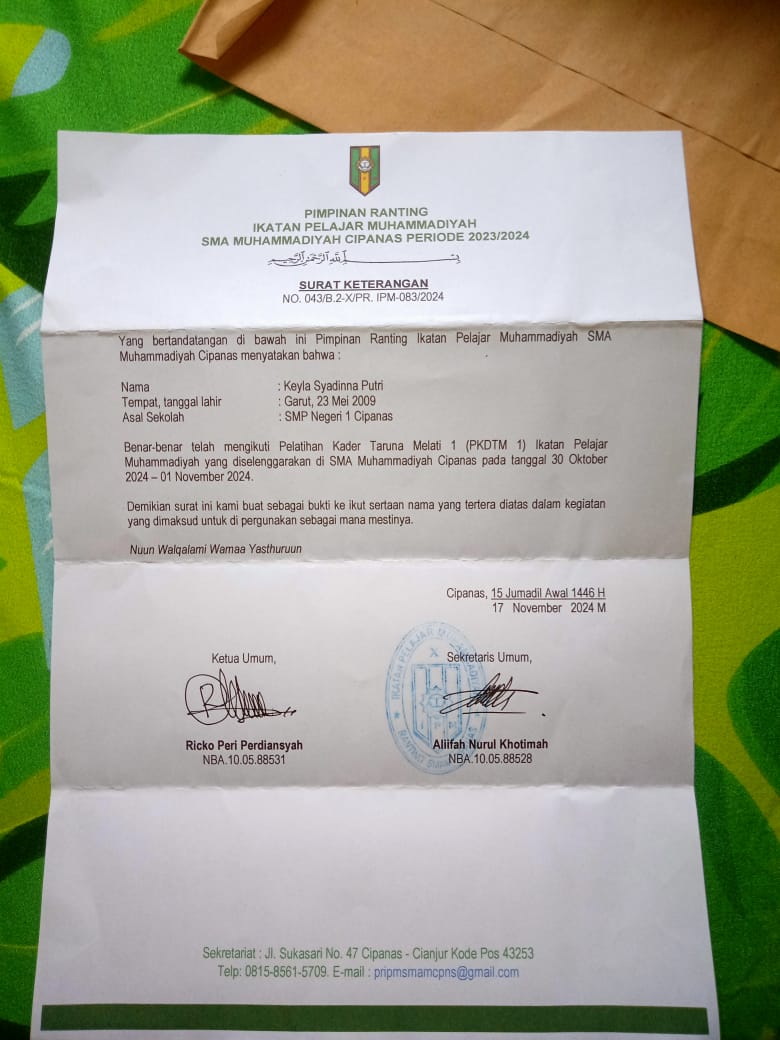 PIMPINAN RANTING
IKATAN PELAJAR MUHAMMADIYAH
SMA MUHAMMADIYAH CIPANAS PERIODE 2023/2024
بِسْــــــــمِ اللهِ الرَّحْمٰنِ الرَّحِيْمِ
SURAT KETERANGAN
NO. 043/B.2-X/PR. IPM-083/2024
Yang bertandatangan di bawah ini Pimpinan Ranting Ikatan Pelajar Muhammadiyah SMA
Muhammadiyah Cipanas menyatakan bahwa :
Nama : Keyla Syadinna Putri
Tempat, tanggal lahir : Garut, 23 Mei 2009
Asal Sekolah : SMP Negeri 1 Cipanas
Benar-benar telah mengikuti Pelatihan Kader Taruna Melati 1 (PKDTM 1) Ikatan Pelajar
Muhammadiyah yang diselenggarakan di SMA Muhammadiyah Cipanas pada tanggal 30 Oktober
2024 – 01 November 2024.
Demikian surat ini kami buat sebagai bukti ke ikut sertaan nama yang tertera diatas dalam kegiatan
yang dimaksud untuk di pergunakan sebagai mana mestinya.
Nuun Walqalami Wamaa Yasthuruun
Cipanas, 15 Jumadil Awal 1446 H
17 November 2024 M
Ketua Umum,
Sekretaris Umum,
IKATAN PELAJAR
RANTING
Ricko Peri Perdiansyah
NBA.10.05.88531
Aliifah Nurul Khotimah
NBA.10.05.88528
Sekretariat : Jl. Sukasari No. 47 Cipanas - Cianjur Kode Pos 43253
Telp: 0815-8561-5709. E-mail : pripmsmamcpns@gmail.com